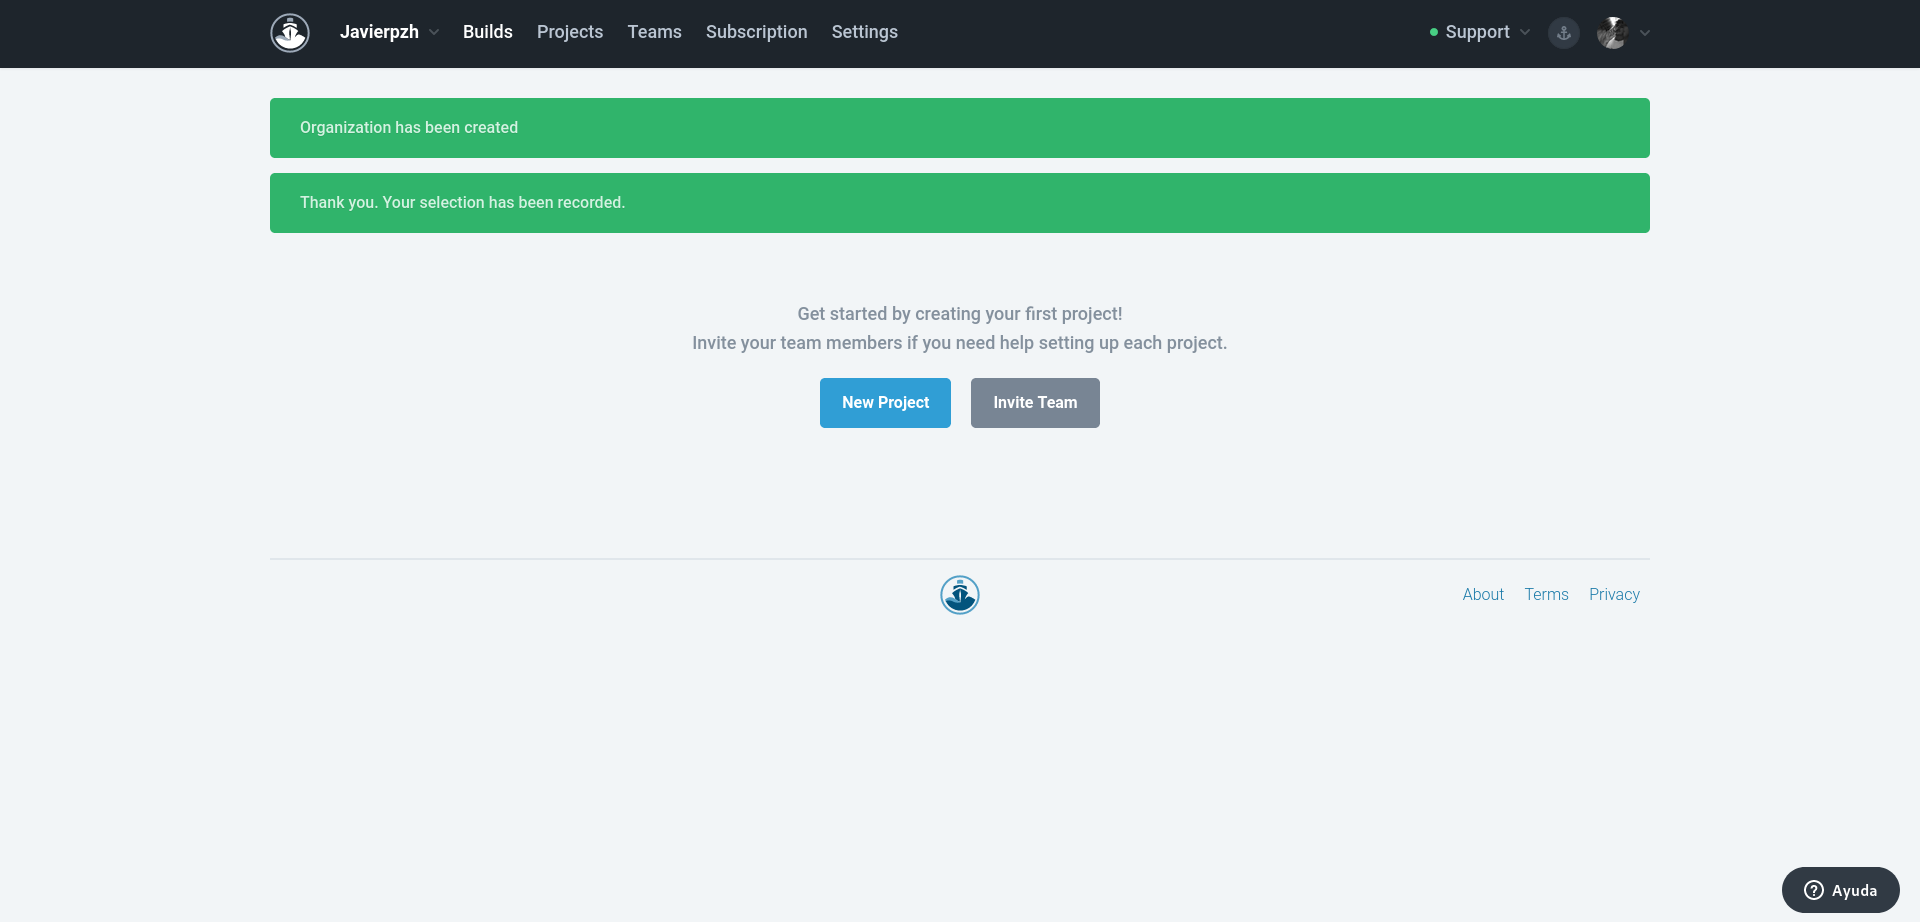 Javierpzh Builds Projects Teams Subscription Settings Support
Organization has been created
Thank you. Your selection has been recorded.
Get started by creating your first project!
Invite your team members if you need help setting up each project.
New Project Invite Team
About Terms Privacy
Ayuda